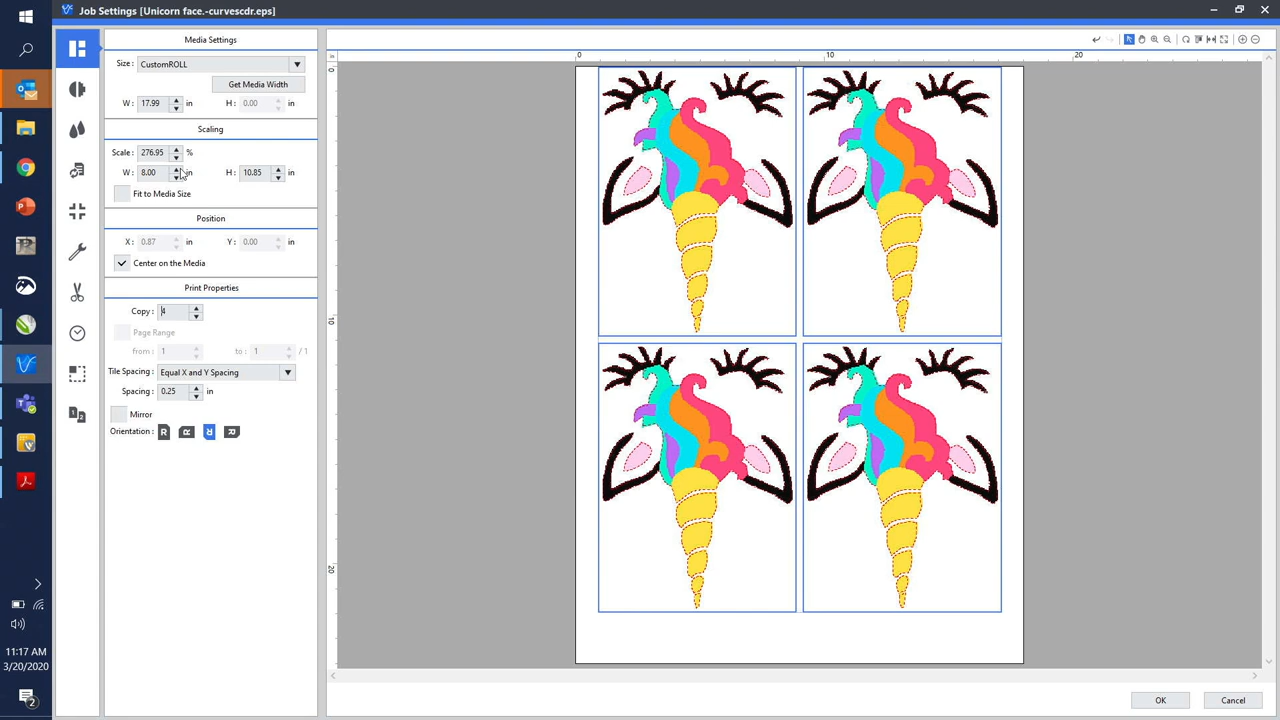 Job Settings [Unicorn face.-curvescdr.eps]
Media Settings
Size : CustomROLL
Get Media Width
W : 17.99 in H : 0.00 in
Scaling
Scale : 276.95 %
W : 8.00 in H : 10.85 in
Fit to Media Size
Position
X : 0.87 in Y : 0.00 in
Center on the Media
Print Properties
Copy : 4
Page Range
from : 1 to : 1 / 1
Tile Spacing : Equal X and Y Spacing
Spacing : 0.25 in
Mirror
Orientation : R R R R
in 0 10 20
0
10
20
OK Cancel
11:17 AM
3/20/2020
2